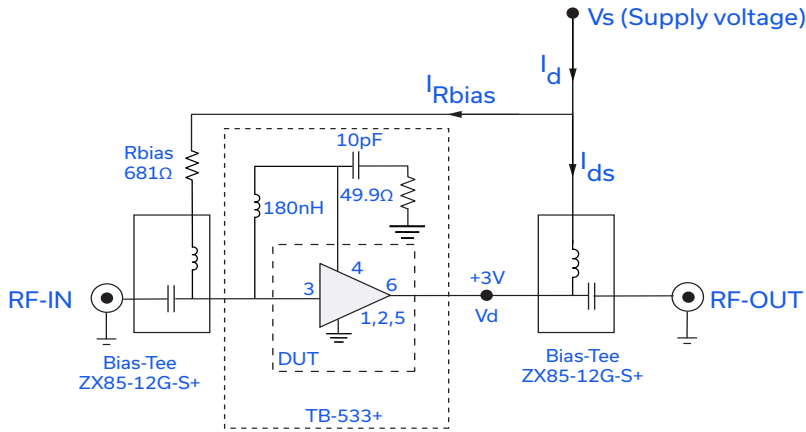 Vs (Supply voltage)
Id
IRbias
Ids
Rbias
681Ω
10pF
49.9Ω
180nH
4
3
6
1,2,5
DUT
TB-533+
RF-IN
Bias-Tee
ZX85-12G-S+
+3V
Vd
RF-OUT
Bias-Tee
ZX85-12G-S+